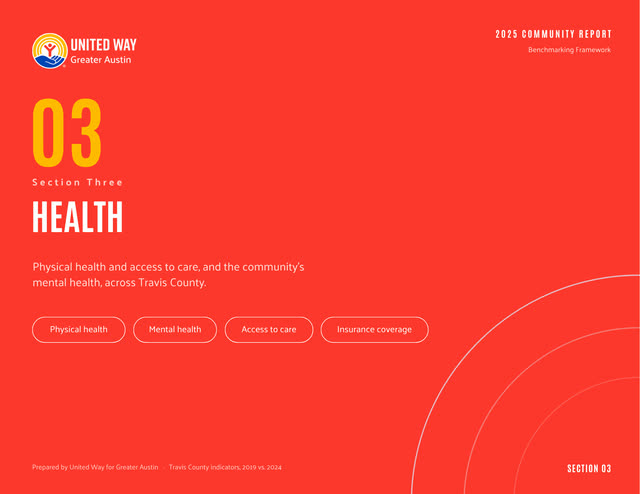 UNITED WAY
Greater Austin
2025 COMMUNITY REPORT
Benchmarking Framework
03
Section Three
HEALTH
Physical health and access to care, and the community's
mental health, across Travis County.
Physical health
Mental health
Access to care
Insurance coverage
Prepared by United Way for Greater Austin · Travis County indicators, 2019 vs. 2024
SECTION 03